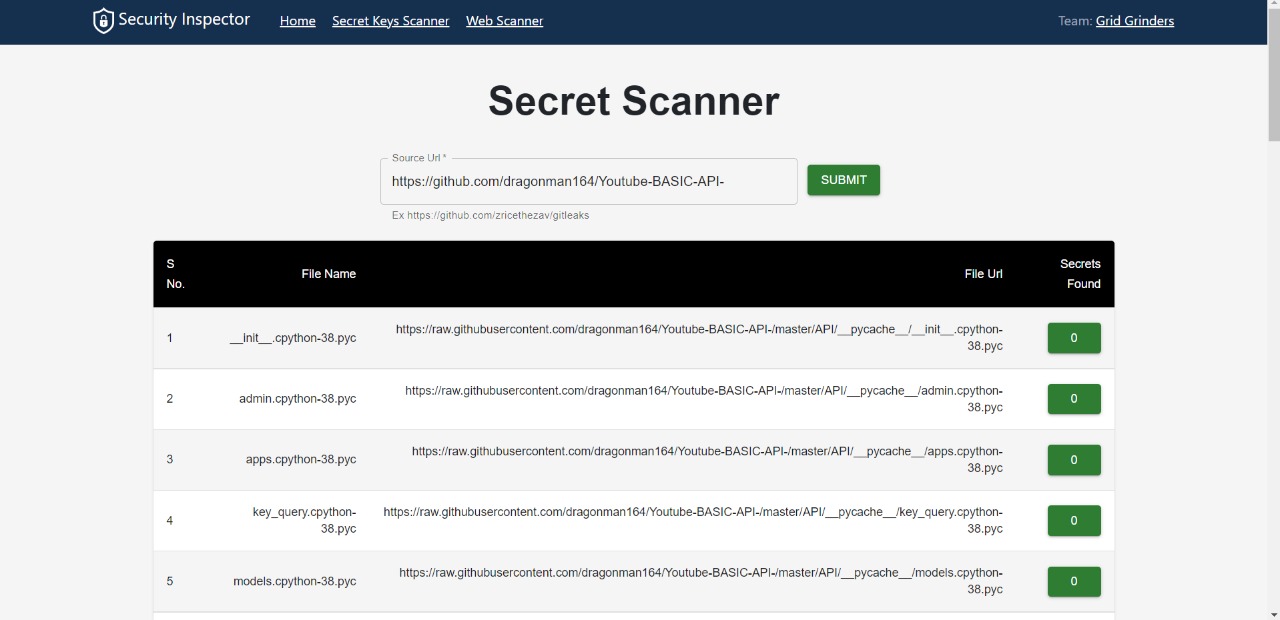 Security Inspector Home Secret Keys Scanner Web Scanner Team: Grid Grinders
Secret Scanner
Source Url *
https://github.com/dragonman164/Youtube-BASIC-API-
SUBMIT
Ex https://github.com/zricethezav/gitleaks
S
No.
File Name
File Url
Secrets
Found
1
__init__.cpython-38.pyc
https://raw.githubusercontent.com/dragonman164/Youtube-BASIC-API-/master/API/__pycache__/__init__.cpython-
38.pyc
0
2
admin.cpython-38.pyc
https://raw.githubusercontent.com/dragonman164/Youtube-BASIC-API-/master/API/__pycache__/admin.cpython-
38.pyc
0
3
apps.cpython-38.pyc
https://raw.githubusercontent.com/dragonman164/Youtube-BASIC-API-/master/API/__pycache__/apps.cpython-
38.pyc
0
4
key_query.cpython-
38.pyc
https://raw.githubusercontent.com/dragonman164/Youtube-BASIC-API-/master/API/__pycache__/key_query.cpython-
38.pyc
0
5
models.cpython-38.pyc
https://raw.githubusercontent.com/dragonman164/Youtube-BASIC-API-/master/API/__pycache__/models.cpython-
38.pyc
0